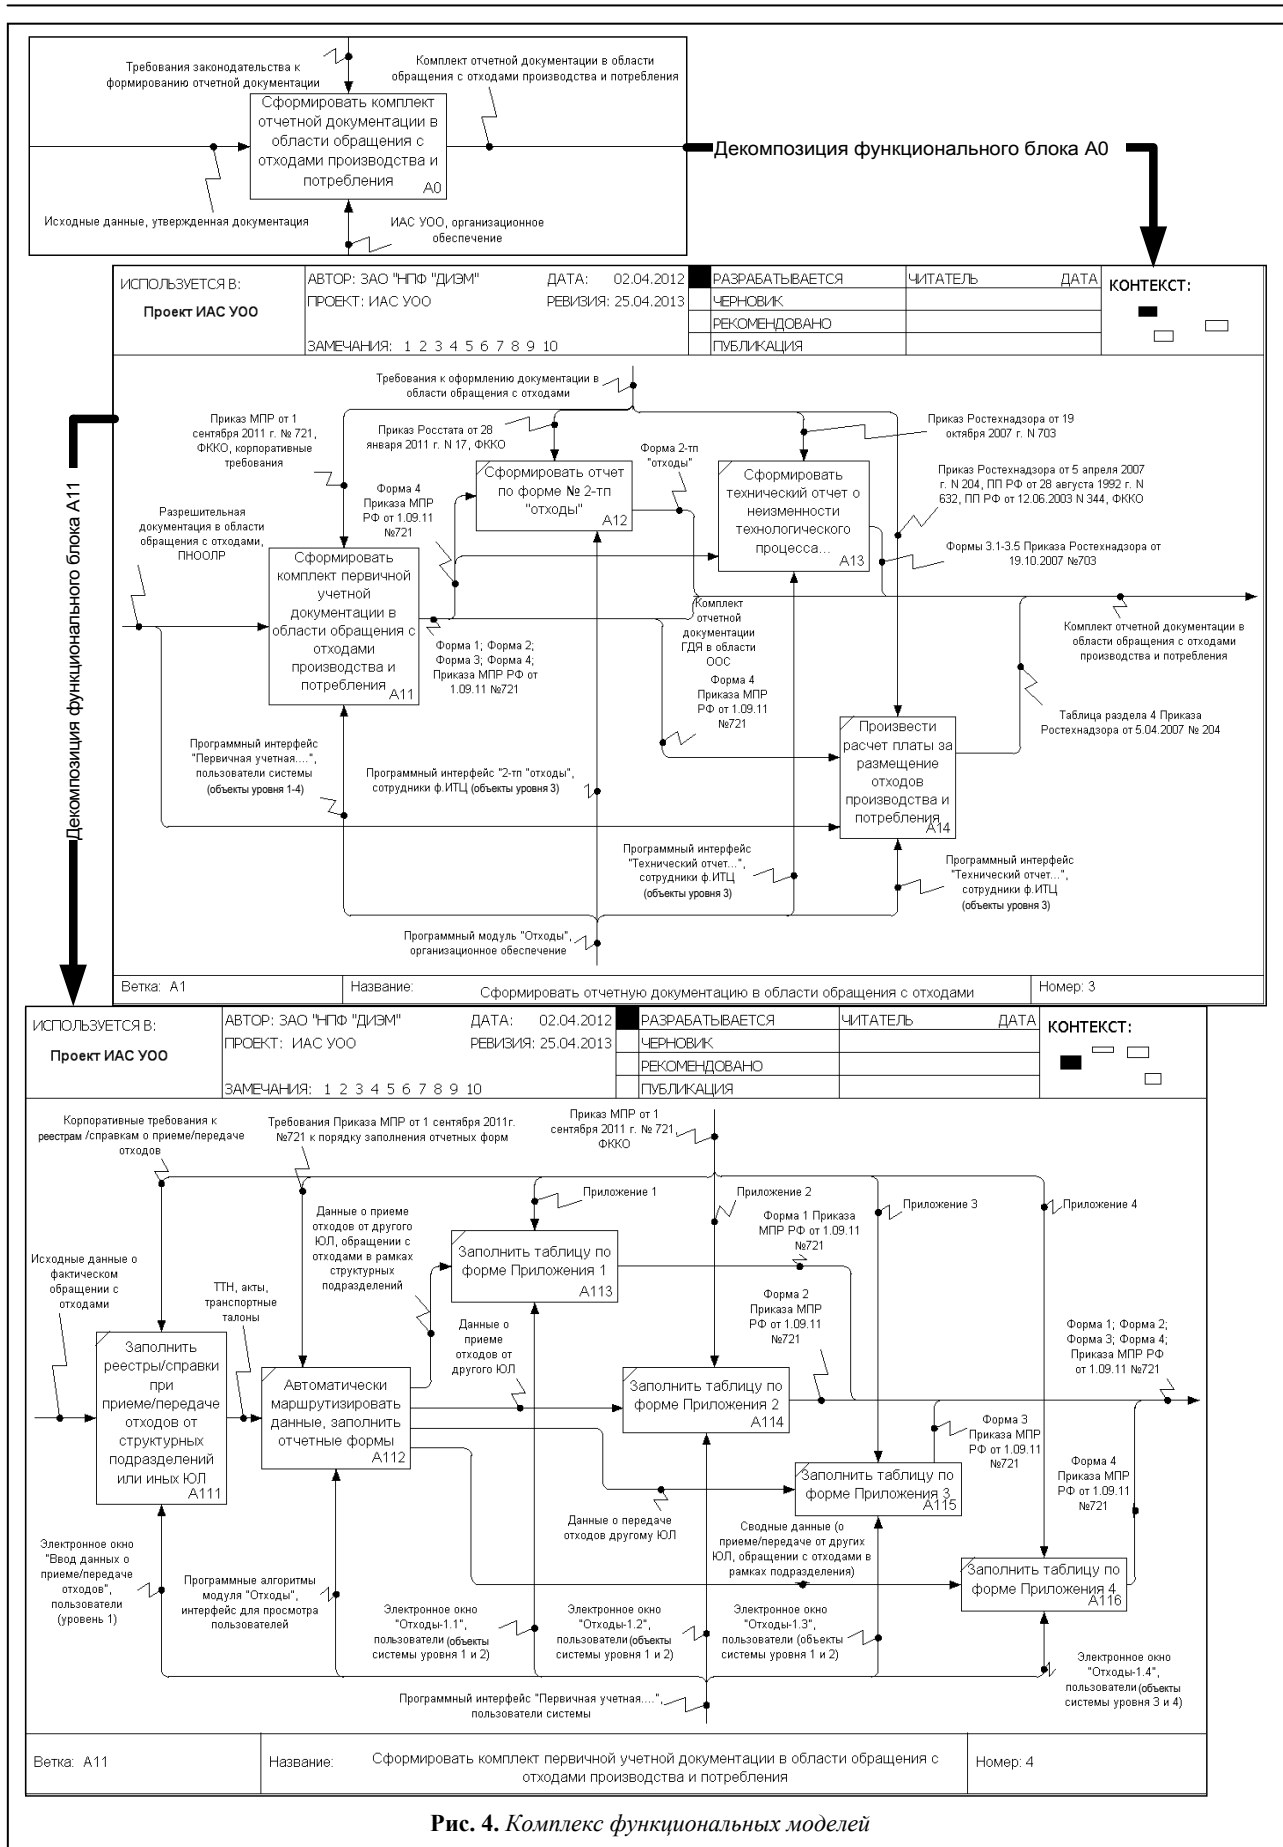 Требования законодательства к
формированию отчетной документации
Комплект отчетной документации в области
обращения с отходами производства и потребления
Сформировать комплект
отчетной документации в
области обращения с
отходами производства и
потребления
A0
Исходные данные, утвержденная документация
ИАС УОО, организационное
обеспечение
Декомпозиция функционального блока А0
ИСПОЛЬЗУЕТСЯ В:
Проект ИАС УОО
АВТОР: ЗАО "НПФ "ДИЭМ"
ДАТА: 02.04.2012
ПРОЕКТ: ИАС УОО
РЕВИЗИЯ: 25.04.2013
ЗАМЕЧАНИЯ: 1 2 3 4 5 6 7 8 9 10
РАЗРАБАТЫВАЕТСЯ
ЧЕРНОВИК
РЕКОМЕНДОВАНО
ПУБЛИКАЦИЯ
ЧИТАТЕЛЬ
ДАТА
КОНТЕКСТ:
Декомпозиция функционального блока А11
Требования к оформлению документации в
области обращения с отходами
Приказ МПР от 1
сентября 2011 г. № 721,
ФККО, корпоративные
требования
Приказ Росстата от 28
января 2011 г. N 17, ФККО
Форма 2-тп
"отходы"
Приказ Ростехнадзора от 19
октября 2007 г. N 703
Приказ Ростехнадзора от 5 апреля 2007
г. N 204, ПП РФ от 28 августа 1992 г. N
632, ПП РФ от 12.06.2003 N 344, ФККО
Формы 3.1-3.5 Приказа Ростехнадзора от
19.10.2007 №703
Разрешительная
документация в области
обращения с отходами,
ПНООЛР
Форма 4
Приказа МПР
РФ от 1.09.11
№721
Сформировать отчет
по форме № 2-тп
"отходы"
A12
Сформировать
технический отчет о
неизменности
технологического
процесса...
A13
Сформировать
комплект первичной
учетной
документации в
области обращения с
отходами
производства и
потребления
A11
Форма 1; Форма 2;
Форма 3; Форма 4;
Приказа МПР РФ от
1.09.11 №721
Комплект
отчетной
документации
ГДЯ в области
ООС
Форма 4
Приказа МПР
РФ от 1.09.11
№721
Комплект отчетной документации в
области обращения с отходами
производства и потребления
Таблица раздела 4 Приказа
Ростехнадзора от 5.04.2007 № 204
Произвести
расчет платы за
размещение
отходов
производства и
потребления
A14
Программный интерфейс
"Первичная учетная....",
пользователи системы
(объекты уровня 1-4)
Программный интерфейс "2-тп "отходы",
сотрудники ф.ИТЦ (объекты уровня 3)
Программный интерфейс
"Технический отчет...",
сотрудники ф.ИТЦ
(объекты уровня 3)
Программный интерфейс
"Технический отчет...",
сотрудники ф.ИТЦ
(объекты уровня 3)
Программный модуль "Отходы",
организационное обеспечение
Ветка: A1
Название:
Сформировать отчетную документацию в области обращения с отходами
Номер: 3
ИСПОЛЬЗУЕТСЯ В:
Проект ИАС УОО
АВТОР: ЗАО "НПФ "ДИЭМ"
ДАТА: 02.04.2012
ПРОЕКТ: ИАС УОО
РЕВИЗИЯ: 25.04.2013
ЗАМЕЧАНИЯ: 1 2 3 4 5 6 7 8 9 10
РАЗРАБАТЫВАЕТСЯ
ЧЕРНОВИК
РЕКОМЕНДОВАНО
ПУБЛИКАЦИЯ
ЧИТАТЕЛЬ
ДАТА
КОНТЕКСТ:
Корпоративные требования к
реестрам /справкам о приеме/передаче
отходов
Требования Приказа МПР от 1 сентября 2011г.
№721 к порядку заполнения отчетных форм
Приказ МПР от 1
сентября 2011 г. № 721,
ФККО
Приложение 1
Приложение 2
Приложение 3
Приложение 4
Исходные данные о
фактическом
обращении с
отходами
ТТН, акты,
транспортные
талоны
Данные о приеме
отходов от другого
ЮЛ, обращении с
отходами в рамках
структурных
подразделений
Заполнить таблицу по
форме Приложения 1
A113
Форма 1 Приказа
МПР РФ от 1.09.11
№721
Форма 2
Приказа МПР
РФ от 1.09.11
№721
Данные о
приеме
отходов от
другого ЮЛ
Форма 1; Форма 2;
Форма 3; Форма 4;
Приказа МПР РФ
от 1.09.11 №721
Заполнить
реестры/справки
при
приеме/передаче
отходов от
структурных
подразделений
или иных ЮЛ
A111
Автоматически
маршрутизировать
данные, заполнить
отчетные формы
A112
Заполнить таблицу по
форме Приложения 2
A114
Форма 3
Приказа МПР
РФ от 1.09.11
№721
Форма 4
Приказа МПР
РФ от 1.09.11
№721
Заполнить таблицу по
форме Приложения 3
A115
Данные о передаче
отходов другому ЮЛ
Сводные данные (о
приеме/передаче от других
ЮЛ, обращении с отходами в
рамках подразделения)
Заполнить таблицу по
форме Приложения 4
A116
Электронное окно
"Ввод данных о
приеме/передаче
отходов",
пользователи
(уровень 1)
Программные алгоритмы
модуля "Отходы",
интерфейс для просмотра
пользователей
Электронное окно
"Отходы-1.1",
пользователи (объекты
системы уровня 1 и 2)
Электронное окно
"Отходы-1.2",
пользователи (объекты
системы уровня 1 и 2)
Электронное окно
"Отходы-1.3",
пользователи (объекты
системы уровня 1 и 2)
Электронное окно
"Отходы-1.4",
пользователи (объекты
системы уровня 3 и 4)
Программный интерфейс "Первичная учетная....",
пользователи системы
Ветка: A11
Название:
Сформировать комплект первичной учетной документации в области обращения с
отходами производства и потребления
Номер: 4
Рис. 4. Комплекс функциональных моделей